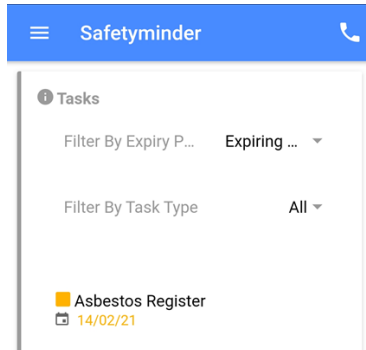 Safetyminder
Tasks
Filter By Expiry P... Expiring ...
Filter By Task Type All
Asbestos Register
14/02/21